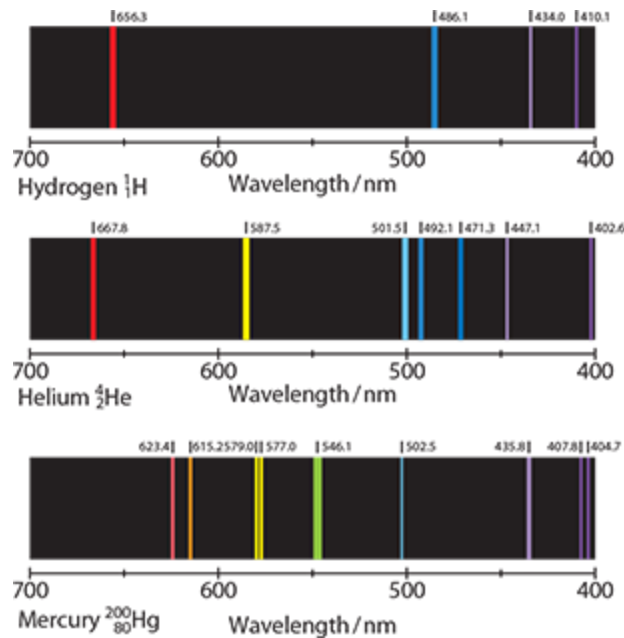 656.3 486.1 434.0 410.1
700 600 500 400
Hydrogen ¹₁H Wavelength/nm
667.8 587.5 501.5 492.1 471.3 447.1 402.6
700 600 500 400
Helium ⁴₂He Wavelength/nm
623.4 615.2 579.0 577.0 546.1 502.5 435.8 407.8 404.7
700 600 500 400
Mercury ²⁰⁰₈₀Hg Wavelength/nm